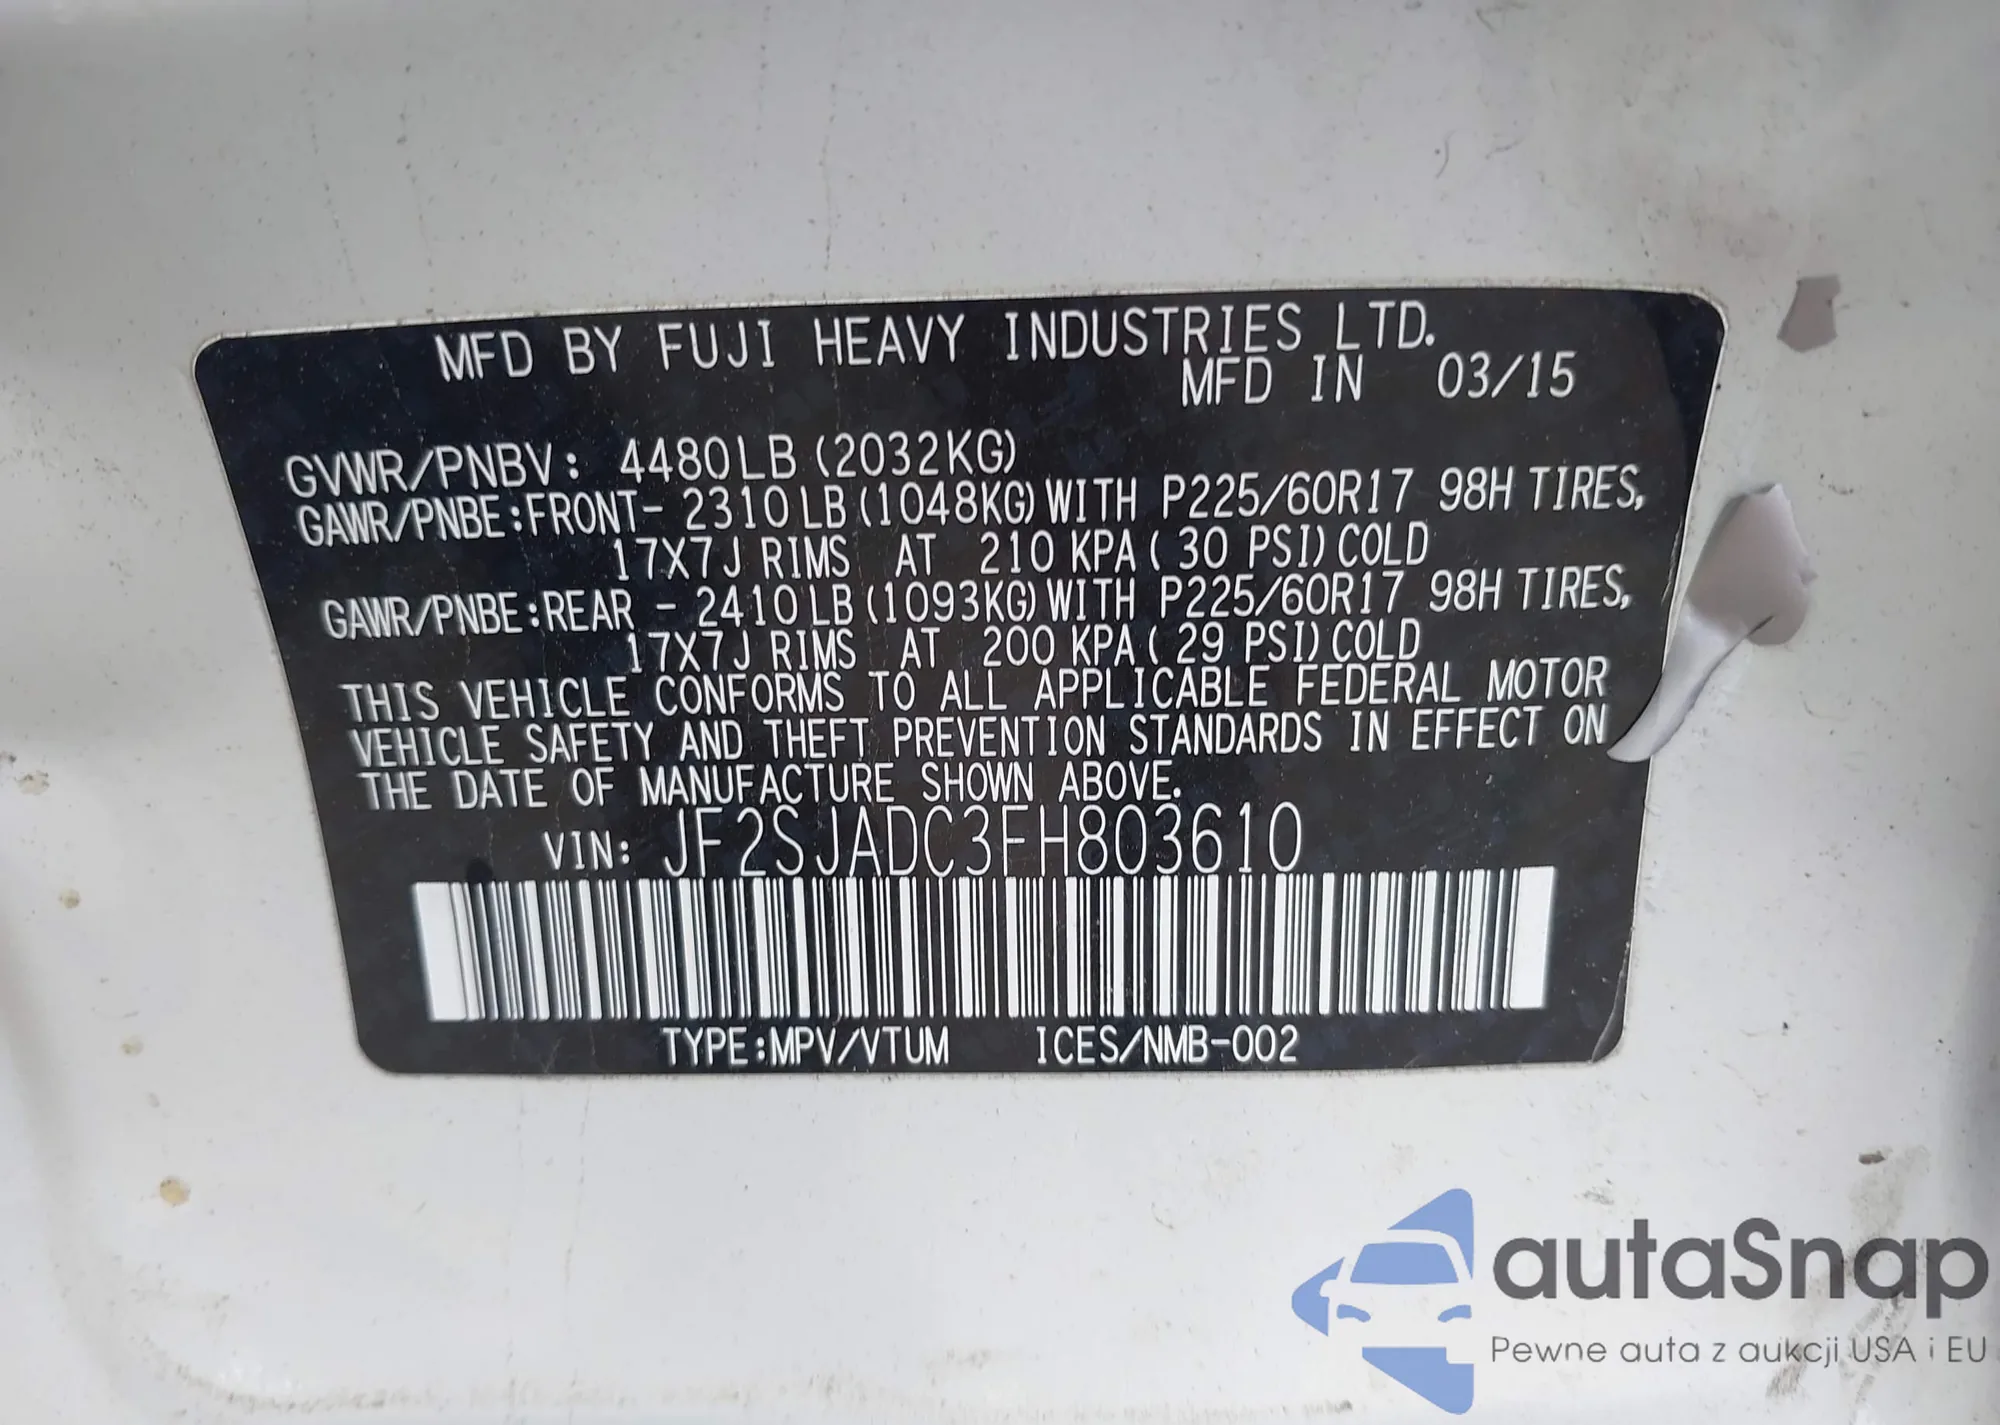 MFD BY FUJI HEAVY INDUSTRIES LTD.
MFD IN 03/15
GVWR/PNBV: 4480LB (2032KG)
GAWR/PNBE:FRONT- 2310LB (1048KG) WITH P225/60R17 98H TIRES,
17X7J RIMS AT 210 KPA ( 30 PSI) COLD
GAWR/PNBE:REAR - 2410LB (1093KG) WITH P225/60R17 98H TIRES,
17X7J RIMS AT 200 KPA ( 29 PSI) COLD
THIS VEHICLE CONFORMS TO ALL APPLICABLE FEDERAL MOTOR
VEHICLE SAFETY AND THEFT PREVENTION STANDARDS IN EFFECT ON
THE DATE OF MANUFACTURE SHOWN ABOVE.
VIN: JF2SJADC3FH803610
TYPE:MPV/VTUM ICES/NMB-002
autaSnap
Pewne auta z aukcji USA i EU